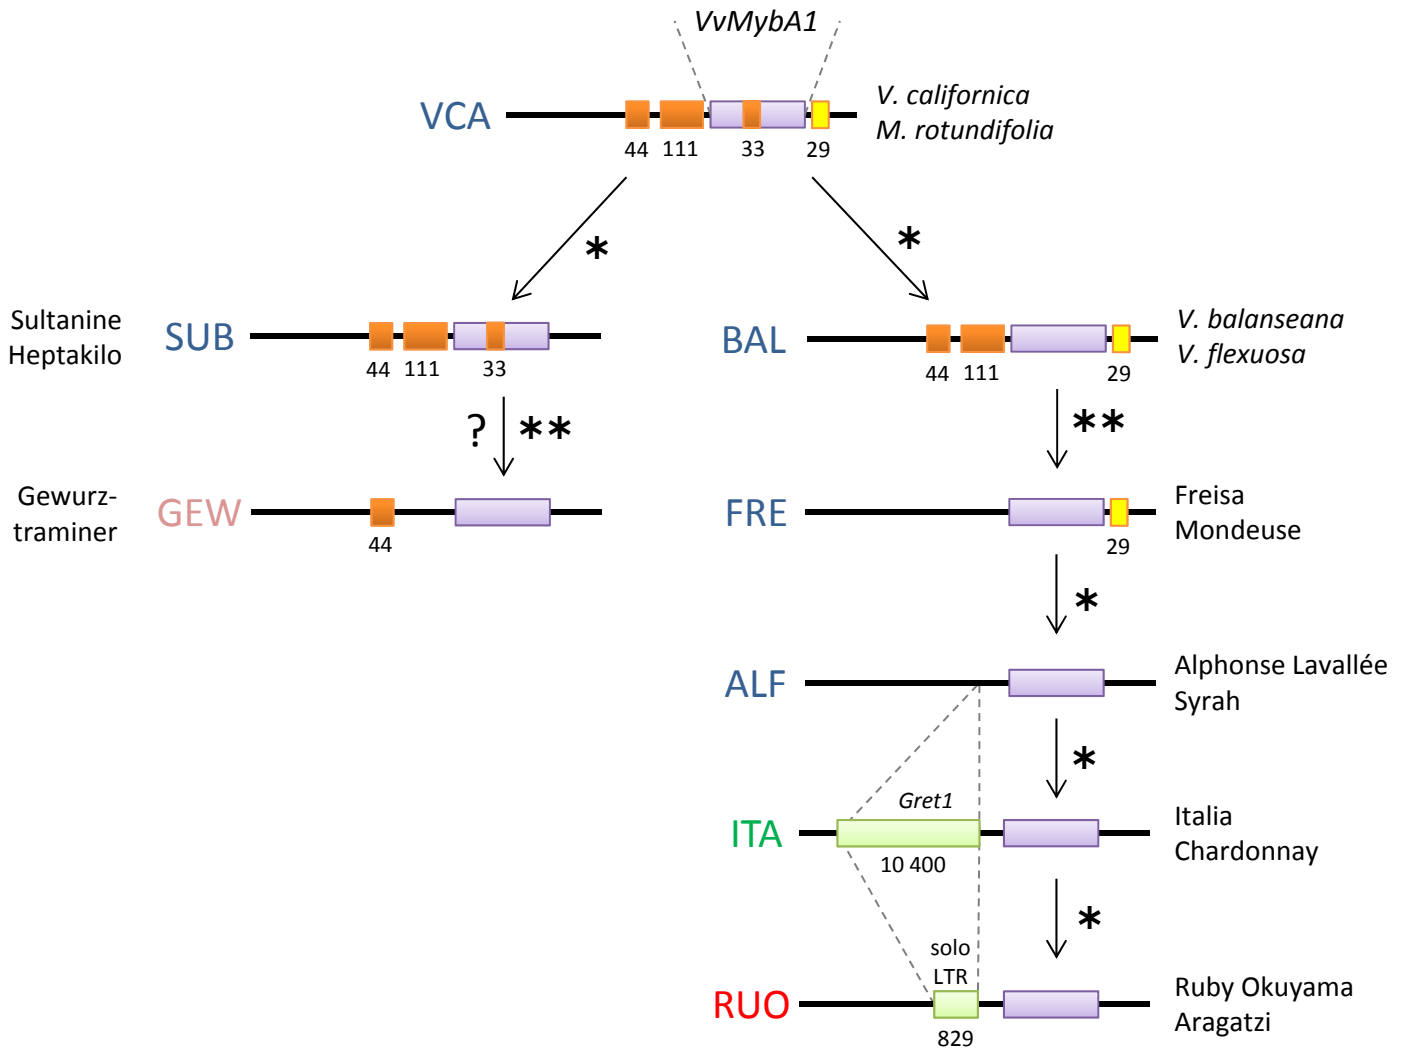 VvMybA1
VCA
V. californica
M. rotundifolia
44 111 33 29
*
*
Sultanine
Heptakilo
SUB
44 111 33
BAL
V. balanseana
V. flexuosa
44 111 29
? **
**
Gewurz-
traminer
GEW
44
FRE
Freisa
Mondeuse
29
*
ALF
Alphonse Lavallée
Syrah
*
Gret1
ITA
Italia
Chardonnay
10 400
*
solo
LTR
RUO
Ruby Okuyama
Aragatzi
829